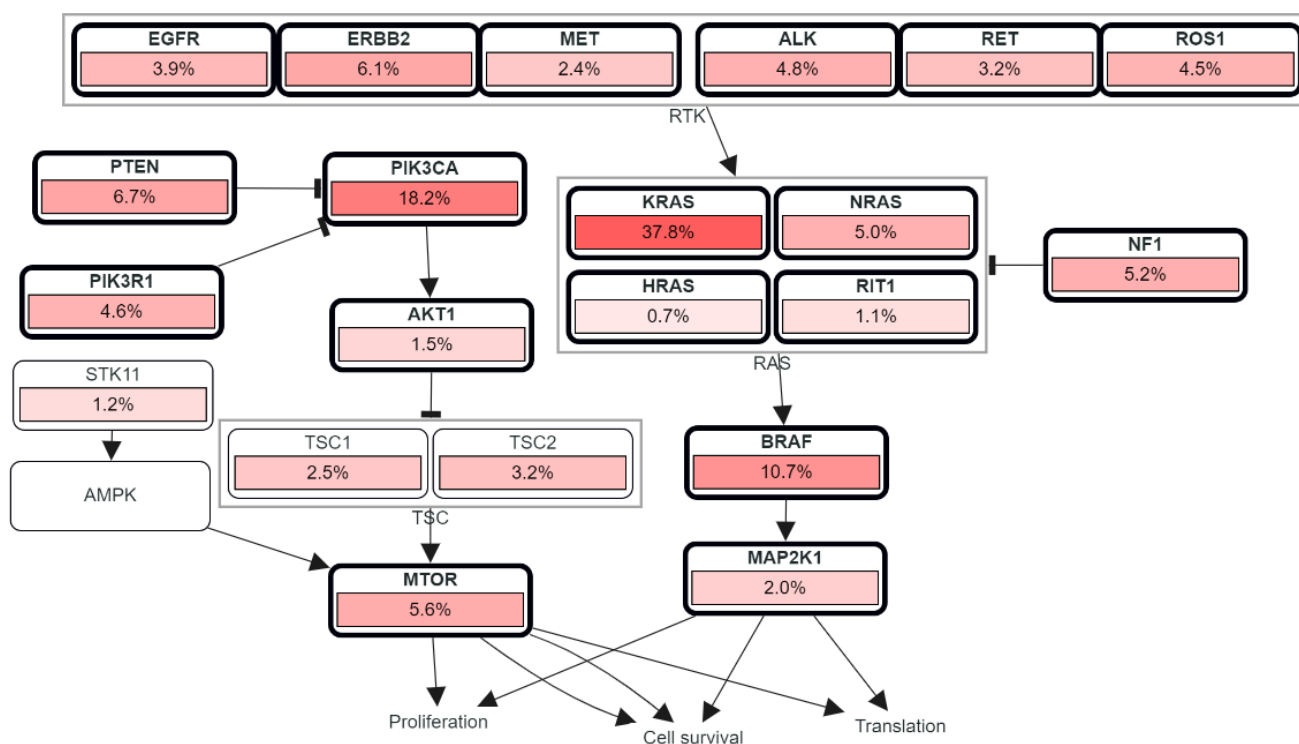 EGFR
3.9%
ERBB2
6.1%
MET
2.4%
ALK
4.8%
RET
3.2%
ROS1
4.5%
RTK
PTEN
6.7%
PIK3CA
18.2%
KRAS
37.8%
NRAS
5.0%
NF1
5.2%
PIK3R1
4.6%
HRAS
0.7%
RIT1
1.1%
AKT1
1.5%
RAS
STK11
1.2%
TSC1
2.5%
TSC2
3.2%
BRAF
10.7%
AMPK
TSC
MTOR
5.6%
MAP2K1
2.0%
Proliferation
Cell survival
Translation